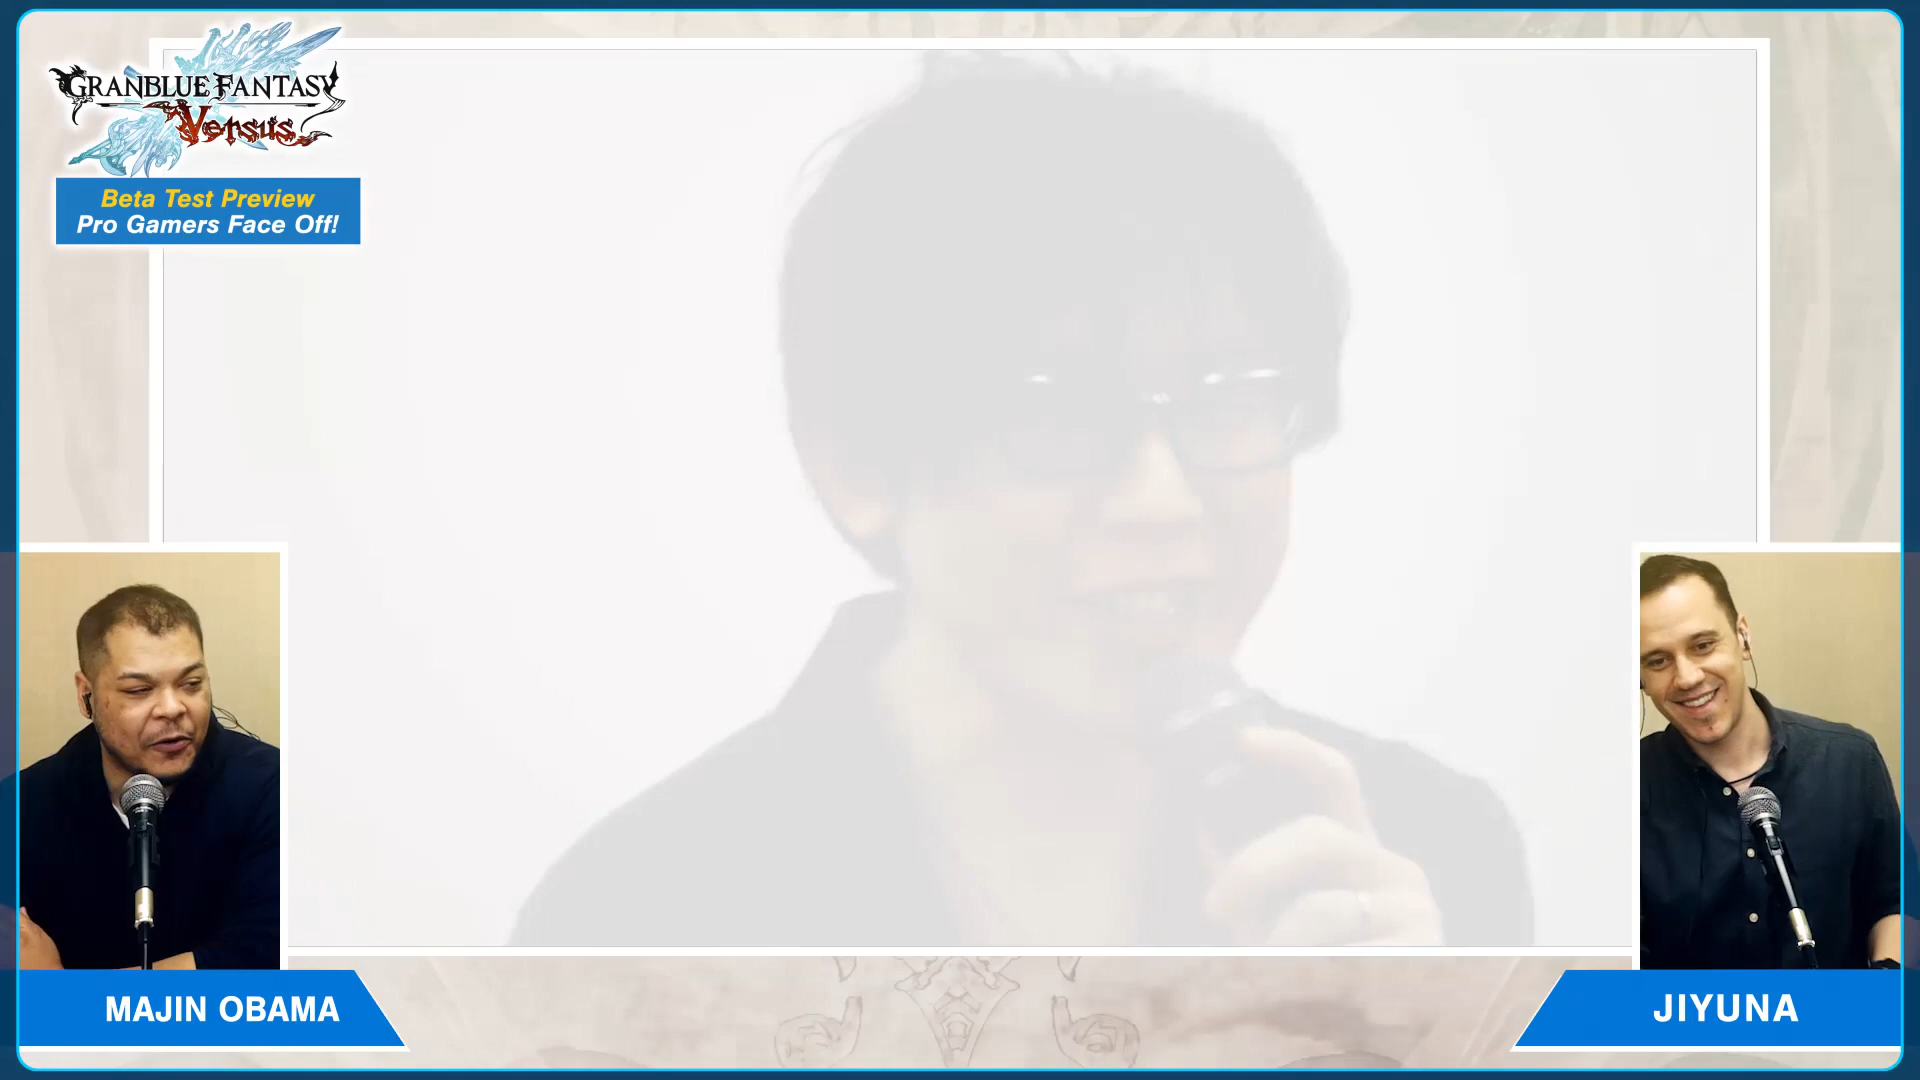 GRANBLUE FANTASY
Versus
Beta Test Preview
Pro Gamers Face Off!
MAJIN OBAMA
JIYUNA